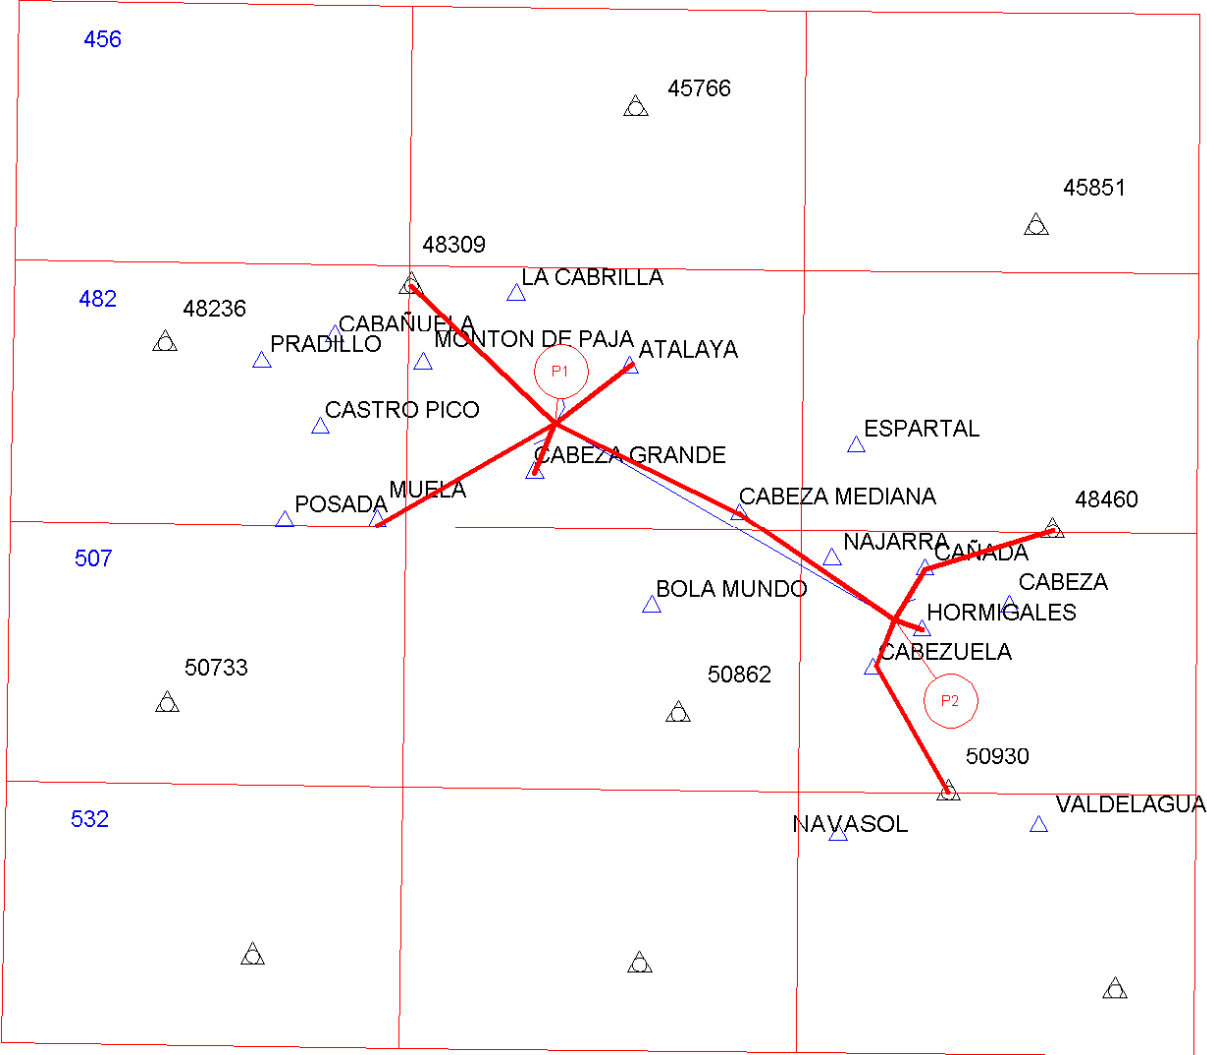 456
45766
45851
48309
LA CABRILLA
482
48236
CABAÑUELA
PRADILLO
MONTON DE PAJA
ATALAYA
P1
CASTRO PICO
ESPARTAL
CABEZA GRANDE
MUELA
POSADA
CABEZA MEDIANA
48460
507
NAJARRA
CAÑADA
BOLA MUNDO
CABEZA
HORMIGALES
CABEZUELA
50733
50862
P2
50930
VALDELAGUA
532
NAVASOL